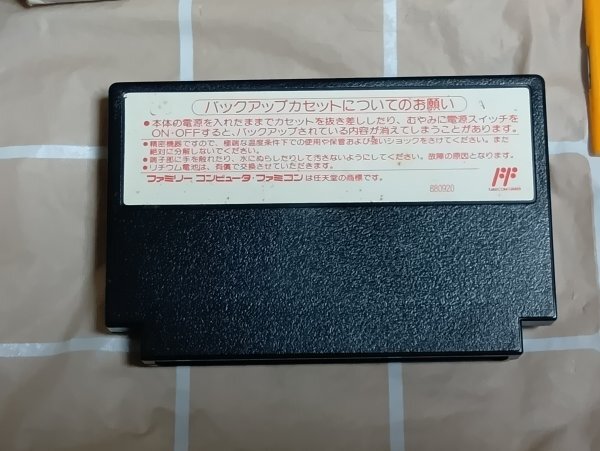 バックアップカセットについてのお願い
●本体の電源を入れたままでカセットを抜き差ししたり、むやみに電源スイッチを
ON・OFFすると、バックアップされている内容が消えてしまうことがあります。
●精密機器ですので、極端な温度条件下での使用や保管および強いショックをさけてください。また
絶対に分解しないでください。
●端子部に手を触れたり、水にぬらしたりして汚さないようにしてください。故障の原因となります。
●リチウム電池は、有償で交換させていただきます。
ファミリーコンピュータ・ファミコンは任天堂の商標です。
880920